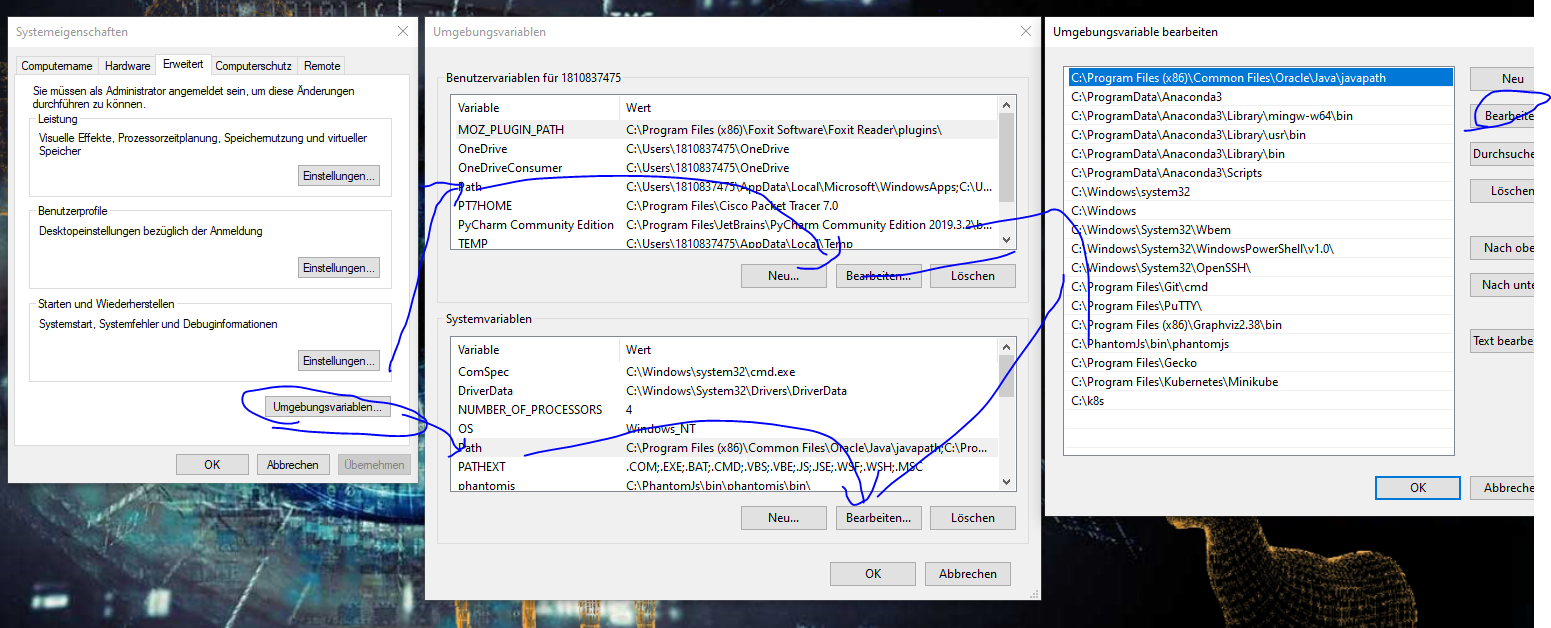 Systemeigenschaften
Computername Hardware Erweitert Computerschutz Remote
Sie müssen als Administrator angemeldet sein, um diese Änderungen
durchführen zu können.
Leistung
Visuelle Effekte, Prozessorzeitplanung, Speichernutzung und virtueller
Speicher
Einstellungen...
Benutzerprofile
Desktopeinstellungen bezüglich der Anmeldung
Einstellungen...
Starten und Wiederherstellen
Systemstart, Systemfehler und Debuginformationen
Einstellungen...
Umgebungsvariablen...
OK Abbrechen Übernehmen
Umgebungsvariablen
Benutzervariablen für 1810837475
Variable Wert
MOZ_PLUGIN_PATH C:\Program Files (x86)\Foxit Software\Foxit Reader\plugins\
OneDrive C:\Users\1810837475\OneDrive
OneDriveConsumer C:\Users\1810837475\OneDrive
Path C:\Users\1810837475\AppData\Local\Microsoft\WindowsApps;C:\U...
PT7HOME C:\Program Files\Cisco Packet Tracer 7.0
PyCharm Community Edition C:\Program Files\JetBrains\PyCharm Community Edition 2019.3.2\b...
TEMP C:\Users\1810837475\AppData\Local\Temp
Neu... Bearbeiten... Löschen
Systemvariablen
Variable Wert
ComSpec C:\Windows\system32\cmd.exe
DriverData C:\Windows\System32\Drivers\DriverData
NUMBER_OF_PROCESSORS 4
OS Windows_NT
Path C:\Program Files (x86)\Common Files\Oracle\Java\javapath;C:\Pro...
PATHEXT .COM;.EXE;.BAT;.CMD;.VBS;.VBE;.JS;.JSE;.WSF;.WSH;.MSC
phantomjs C:\PhantomJs\bin\phantomjs\bin\
Neu... Bearbeiten... Löschen
OK Abbrechen
Umgebungsvariable bearbeiten
C:\Program Files (x86)\Common Files\Oracle\Java\javapath
C:\ProgramData\Anaconda3
C:\ProgramData\Anaconda3\Library\mingw-w64\bin
C:\ProgramData\Anaconda3\Library\usr\bin
C:\ProgramData\Anaconda3\Library\bin
C:\ProgramData\Anaconda3\Scripts
C:\Windows\system32
C:\Windows
C:\Windows\System32\Wbem
C:\Windows\System32\WindowsPowerShell\v1.0\
C:\Windows\System32\OpenSSH\
C:\Program Files\Git\cmd
C:\Program Files\PuTTY\
C:\Program Files (x86)\Graphviz2.38\bin
C:\PhantomJs\bin\phantomjs
C:\Program Files\Gecko
C:\Program Files\Kubernetes\Minikube
C:\k8s
Neu
Bearbeite
Durchsuche
Löschen
Nach obe
Nach unte
Text bearbe
OK Abbreche